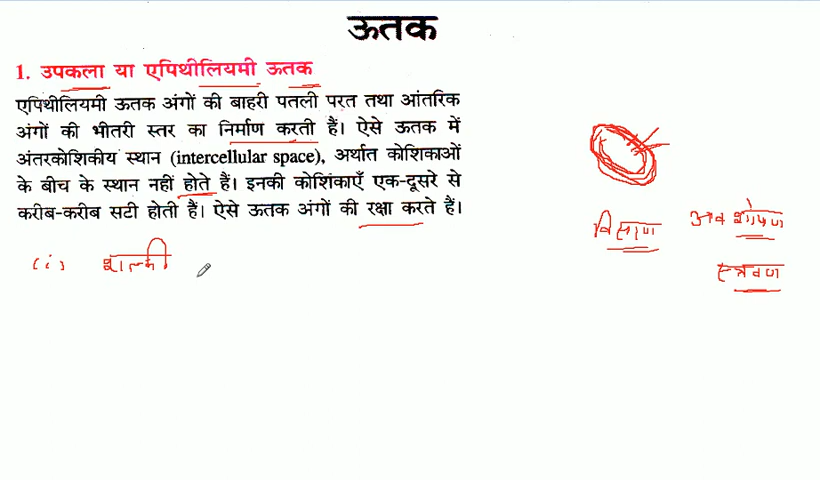 ऊतक
1. उपकला या एपिथीलियमी ऊतक
एपिथीलियमी ऊतक अंगों की बाहरी पतली परत तथा आंतरिक
अंगों की भीतरी स्तर का निर्माण करती हैं। ऐसे ऊतक में
अंतरकोशिकीय स्थान (intercellular space), अर्थात कोशिकाओं
के बीच के स्थान नहीं होते हैं। इनकी कोशिकाएँ एक-दूसरे से
करीब-करीब सटी होती हैं। ऐसे ऊतक अंगों की रक्षा करते हैं।
विसरण अवशोषण
स्त्रवण
(i) शल्की